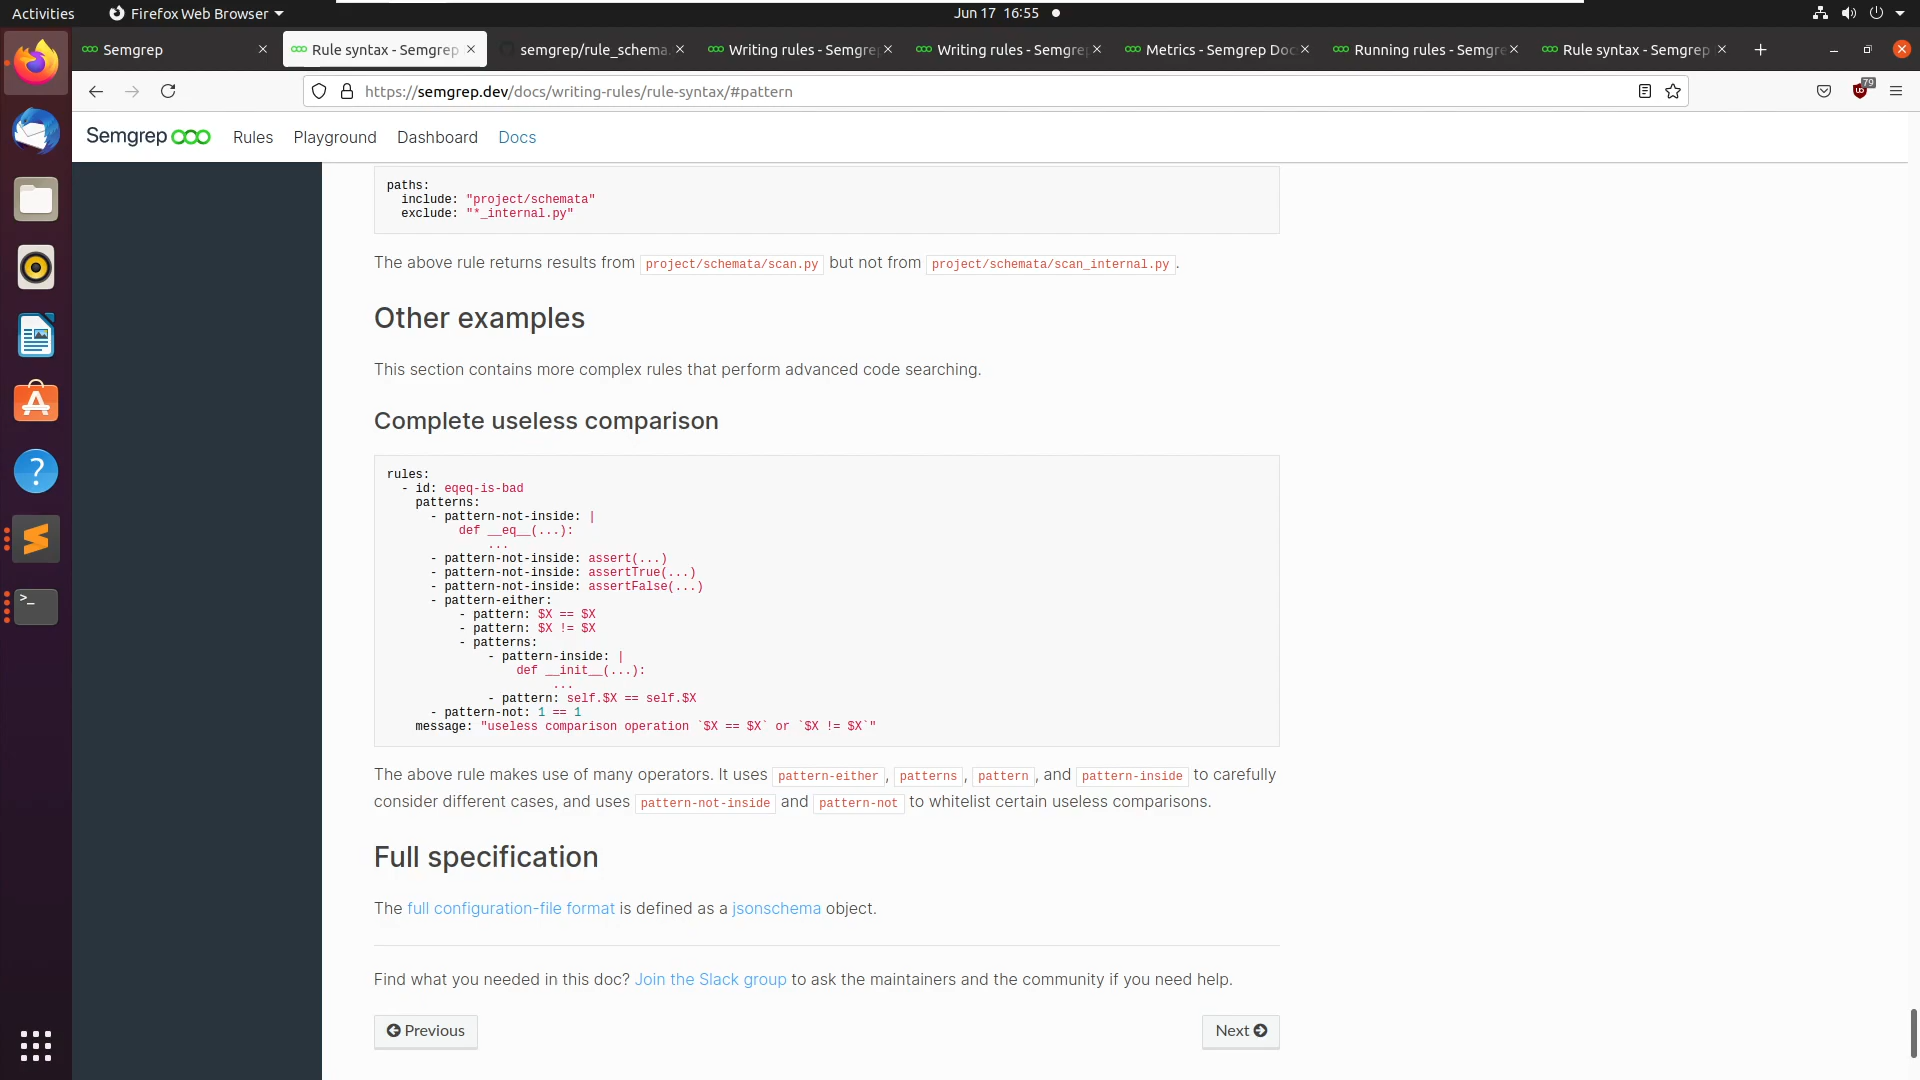 Activities
Firefox Web Browser
Jun 17 16:55
Semgrep
Rule syntax - Semgrep
semgrep/rule_schema.
Writing rules - Semgrep
Writing rules - Semgrep
Metrics - Semgrep Doc
Running rules - Semgre
Rule syntax - Semgrep
https://semgrep.dev/docs/writing-rules/rule-syntax/#pattern
79
Semgrep
Rules
Playground
Dashboard
Docs
paths:
include: "project/schemata"
exclude: "*_internal.py"
The above rule returns results from project/schemata/scan.py but not from project/schemata/scan_internal.py.
Other examples
This section contains more complex rules that perform advanced code searching.
Complete useless comparison
rules:
- id: eqeq-is-bad
patterns:
- pattern-not-inside: |
def __eq__(...):
...
- pattern-not-inside: assert(...)
- pattern-not-inside: assertTrue(...)
- pattern-not-inside: assertFalse(...)
- pattern-either:
- pattern: $X == $X
- pattern: $X != $X
- patterns:
- pattern-inside: |
def __init__(...):
...
- pattern: self.$X == self.$X
- pattern-not: 1 == 1
message: "useless comparison operation `$X == $X` or `$X != $X`"
The above rule makes use of many operators. It uses pattern-either, patterns, pattern, and pattern-inside to carefully
consider different cases, and uses pattern-not-inside and pattern-not to whitelist certain useless comparisons.
Full specification
The full configuration-file format is defined as a jsonschema object.
Find what you needed in this doc? Join the Slack group to ask the maintainers and the community if you need help.
Previous
Next